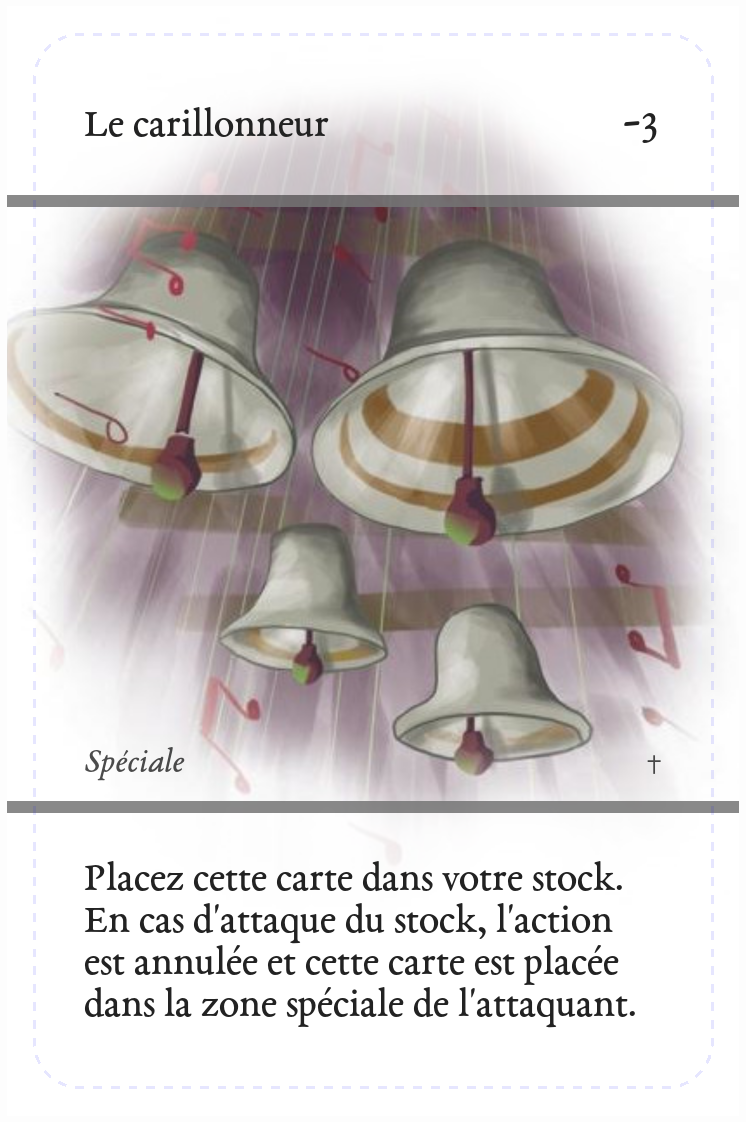 Le carillonneur -3
Spéciale †
Placez cette carte dans votre stock.
En cas d'attaque du stock, l'action
est annulée et cette carte est placée
dans la zone spéciale de l'attaquant.